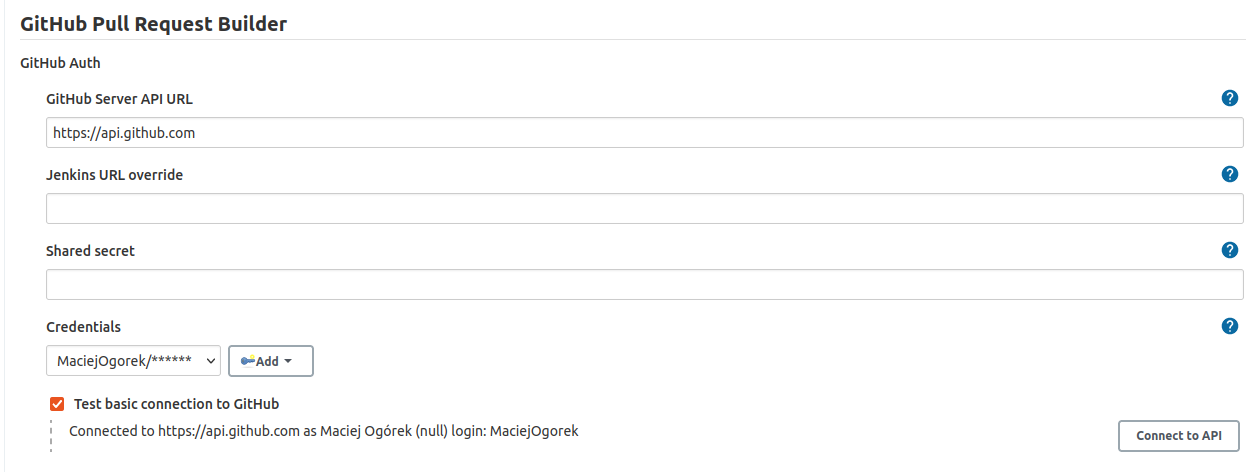 GitHub Pull Request Builder
GitHub Auth
GitHub Server API URL
?
https://api.github.com
Jenkins URL override
?
Shared secret
?
Credentials
?
MaciejOgorek/******
Add
Test basic connection to GitHub
Connected to https://api.github.com as Maciej Ogórek (null) login: MaciejOgorek
Connect to API